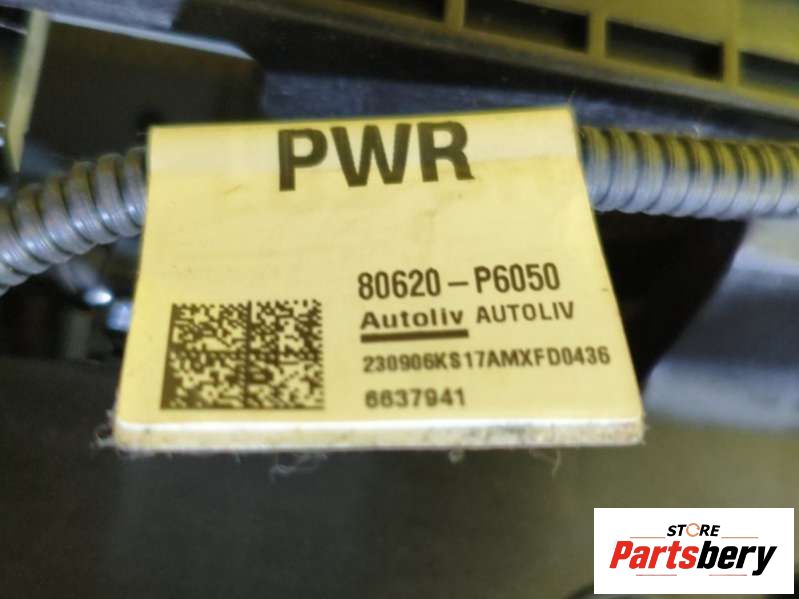 PWR
80620-P6050
Autoliv AUTOLIV
230906KS17AMXFD0436
6637941
STORE
Partsbery